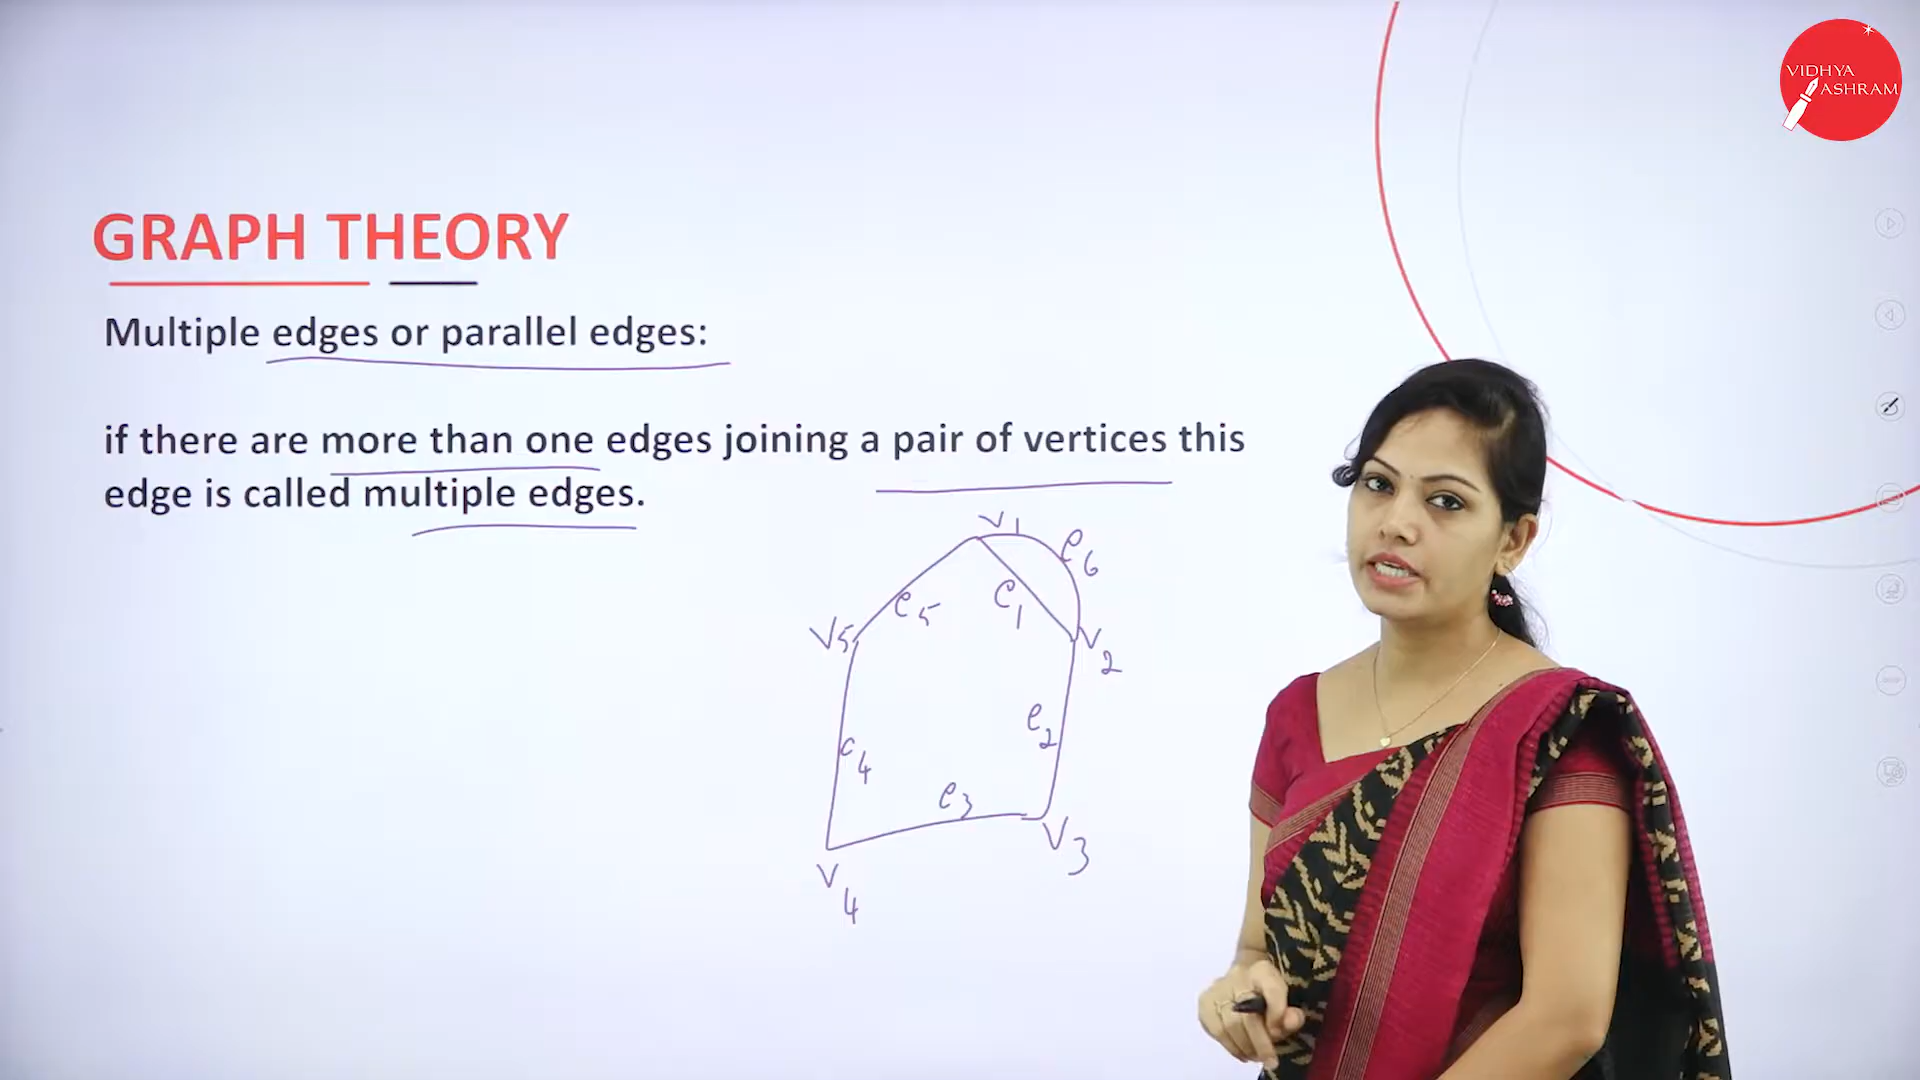 VIDHYA
ASHRAM
GRAPH THEORY
Multiple edges or parallel edges:
if there are more than one edges joining a pair of vertices this
edge is called multiple edges.
V1
e6
e5
e1
V5
V2
e2
e4
e3
V3
V4